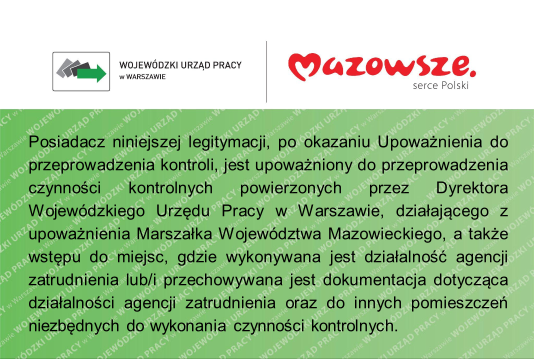 WOJEWÓDZKI URZĄD PRACY
w WARSZAWIE
Mazowsze.
serce Polski
Posiadacz niniejszej legitymacji, po okazaniu Upoważnienia do
przeprowadzenia kontroli, jest upoważniony do przeprowadzenia
czynności kontrolnych powierzonych przez Dyrektora
Wojewódzkiego Urzędu Pracy w Warszawie, działającego z
upoważnienia Marszałka Województwa Mazowieckiego, a także
wstępu do miejsc, gdzie wykonywana jest działalność agencji
zatrudnienia lub/i przechowywana jest dokumentacja dotycząca
działalności agencji zatrudnienia oraz do innych pomieszczeń
niezbędnych do wykonania czynności kontrolnych.